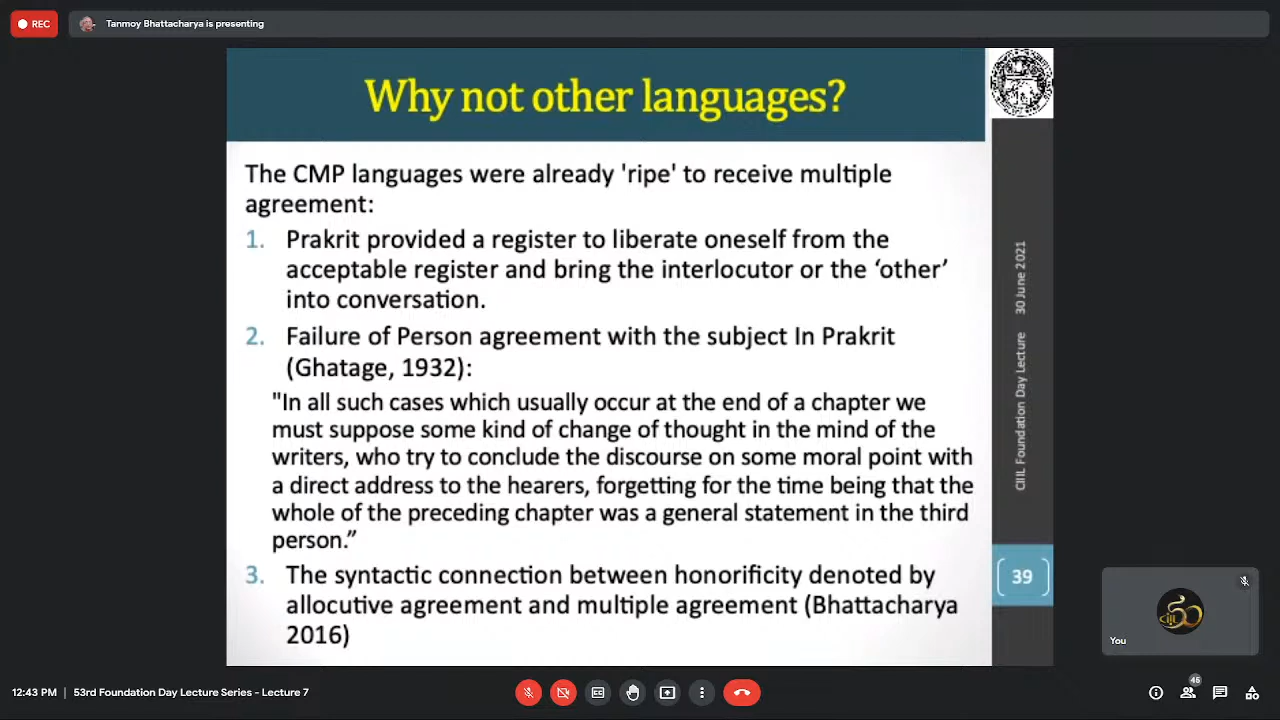 REC
Tanmoy Bhattacharya is presenting
Why not other languages?
The CMP languages were already 'ripe' to receive multiple
agreement:
1. Prakrit provided a register to liberate oneself from the
acceptable register and bring the interlocutor or the ‘other’
into conversation.
2. Failure of Person agreement with the subject In Prakrit
(Ghatage, 1932):
"In all such cases which usually occur at the end of a chapter we
must suppose some kind of change of thought in the mind of the
writers, who try to conclude the discourse on some moral point with
a direct address to the hearers, forgetting for the time being that the
whole of the preceding chapter was a general statement in the third
person.”
3. The syntactic connection between honorificity denoted by
allocutive agreement and multiple agreement (Bhattacharya
2016)
CIIL Foundation Day Lecture 30 June 2021
39
You
12:43 PM | 53rd Foundation Day Lecture Series - Lecture 7
45